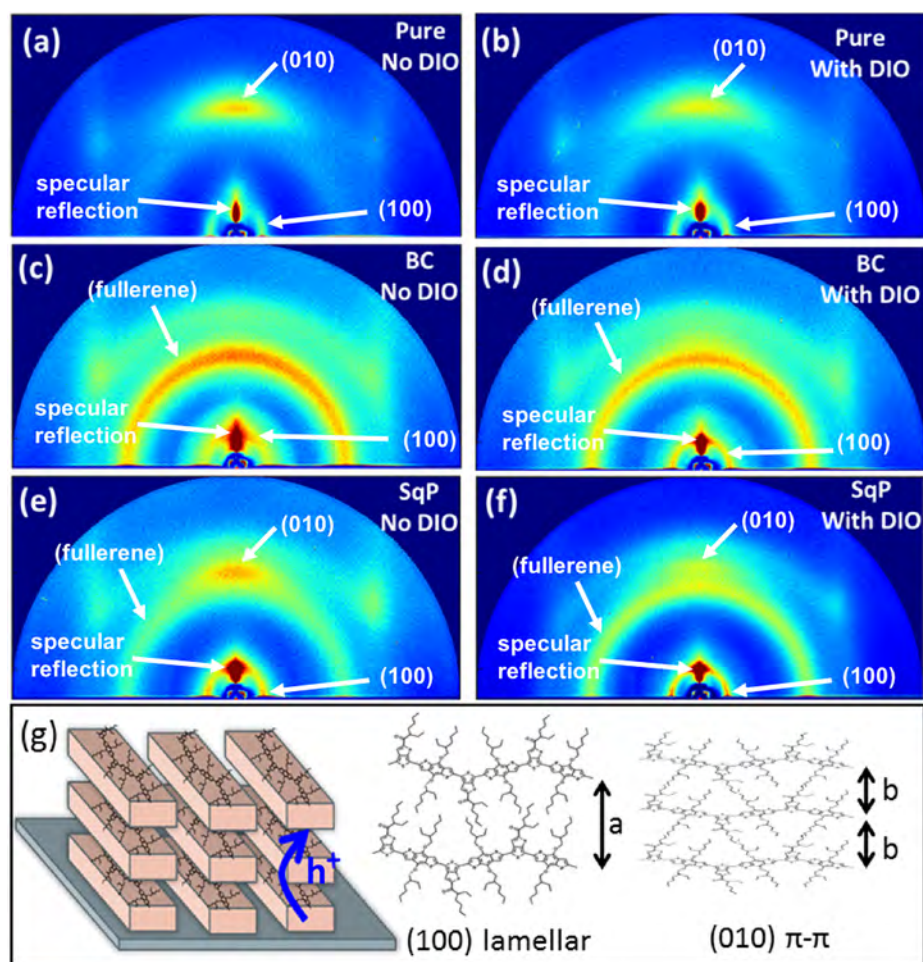 (a)
Pure
No DIO
(010)
specular
reflection
(100)
(b)
Pure
With DIO
(010)
specular
reflection
(100)
(c)
BC
No DIO
(fullerene)
specular
reflection
(100)
(d)
BC
With DIO
(fullerene)
specular
reflection
(100)
(e)
SqP
No DIO
(010)
(fullerene)
specular
reflection
(100)
(f)
SqP
With DIO
(010)
(fullerene)
specular
reflection
(100)
(g)
h⁺
a
(100) lamellar
b
b
(010) π-π